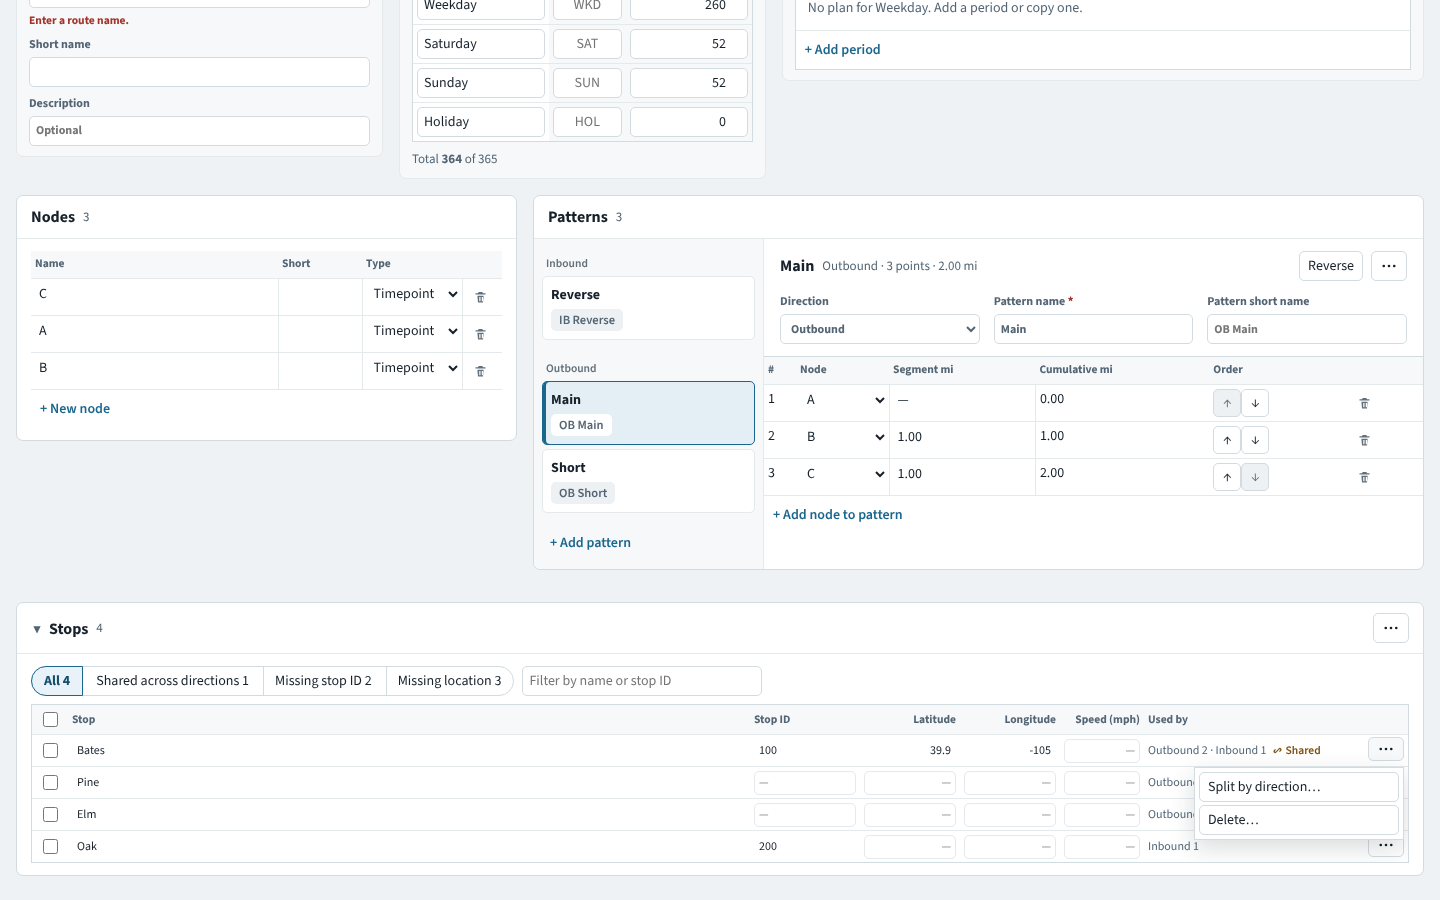 Enter a route name.
Short name
Description
Optional
Weekday WKD 260
Saturday SAT 52
Sunday SUN 52
Holiday HOL 0
Total 364 of 365
No plan for Weekday. Add a period or copy one.
+ Add period
Nodes 3
Name Short Type
C Timepoint
A Timepoint
B Timepoint
+ New node
Patterns 3
Inbound
Reverse
IB Reverse
Outbound
Main
OB Main
Short
OB Short
+ Add pattern
Main Outbound · 3 points · 2.00 mi
Reverse ...
Direction Pattern name * Pattern short name
Outbound Main OB Main
# Node Segment mi Cumulative mi Order
1 A — 0.00 ↑ ↓
2 B 1.00 1.00 ↑ ↓
3 C 1.00 2.00 ↑ ↓
+ Add node to pattern
▼ Stops 4 ...
All 4 Shared across directions 1 Missing stop ID 2 Missing location 3 Filter by name or stop ID
Stop Stop ID Latitude Longitude Speed (mph) Used by
Bates 100 39.9 -105 — Outbound 2 · Inbound 1 Shared ...
Pine — — — —
Elm — — — —
Oak 200 — — — Inbound 1 ...
Split by direction…
Delete…